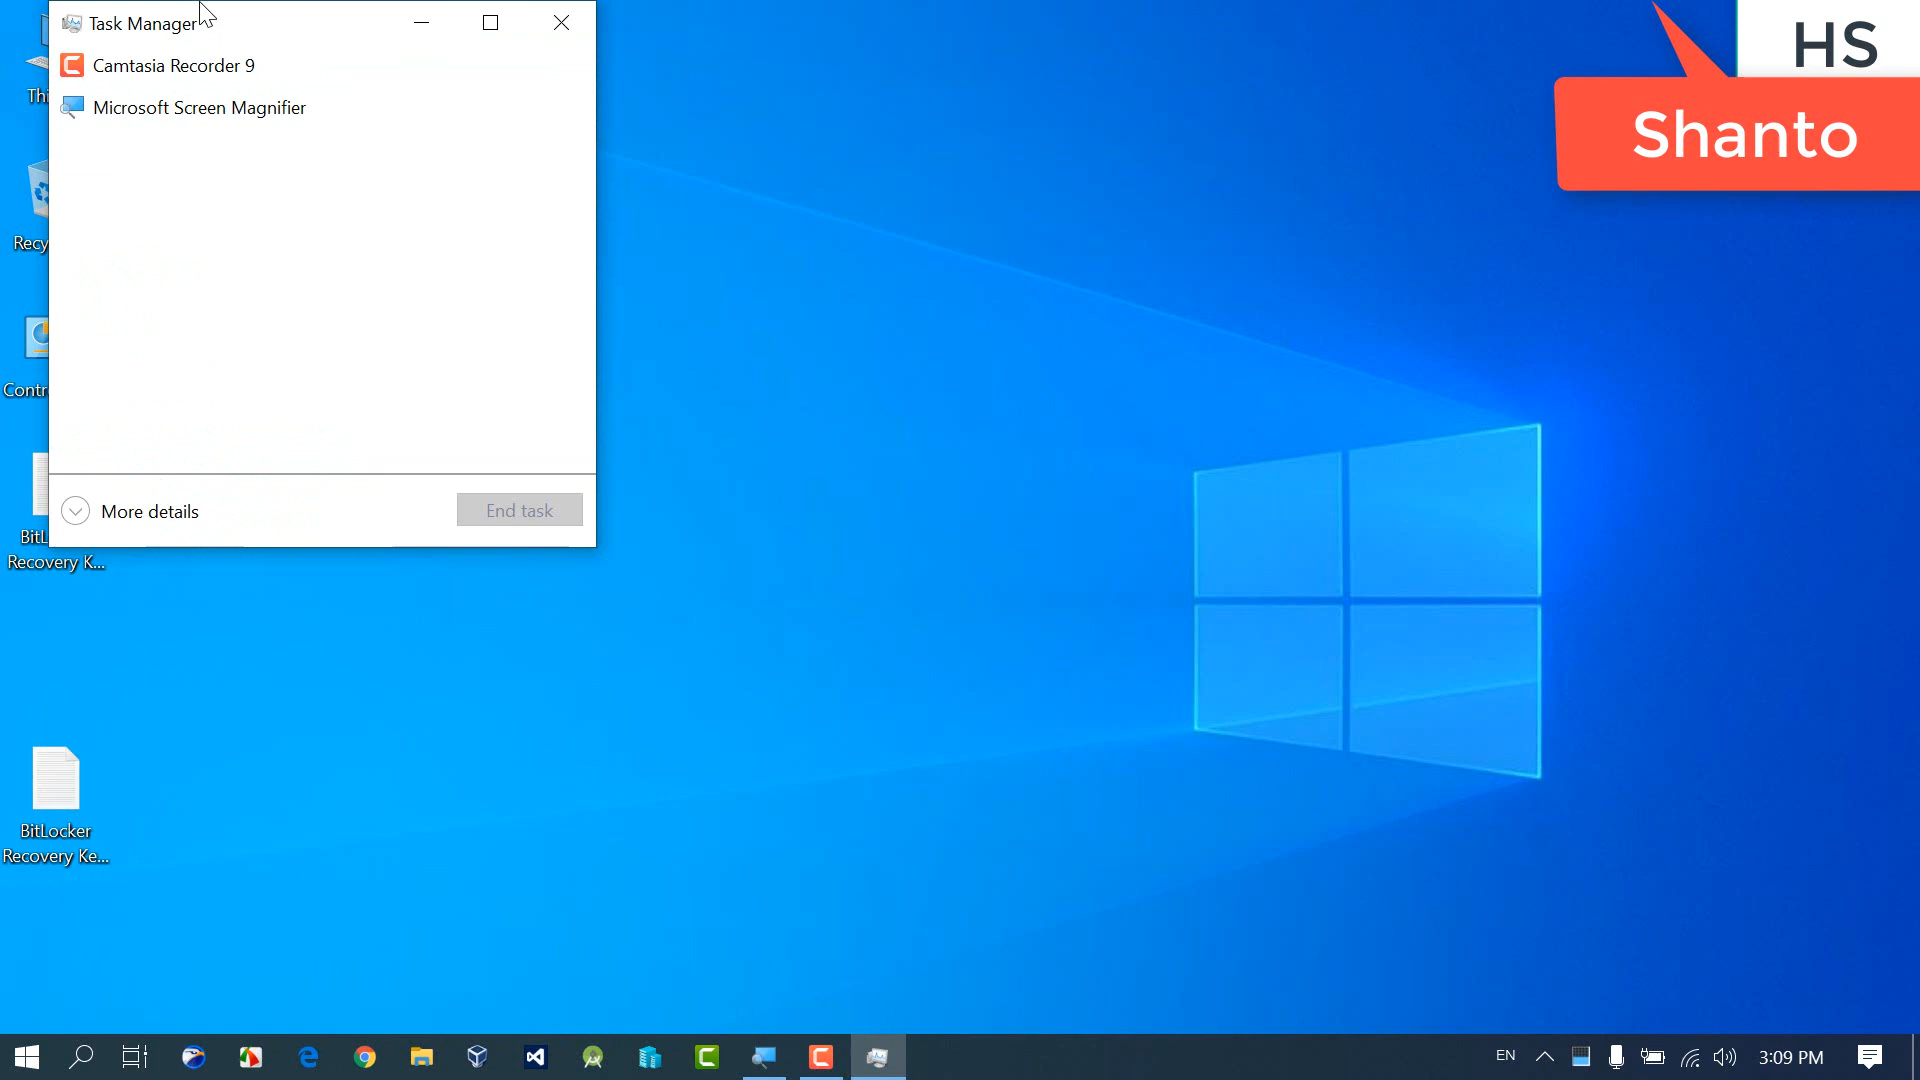 Task Manager
Camtasia Recorder 9
Microsoft Screen Magnifier
More details
End task
HS
Shanto
Thi
Recy
Contr
BitL
Recovery K...
BitLocker
Recovery Ke...
EN
3:09 PM